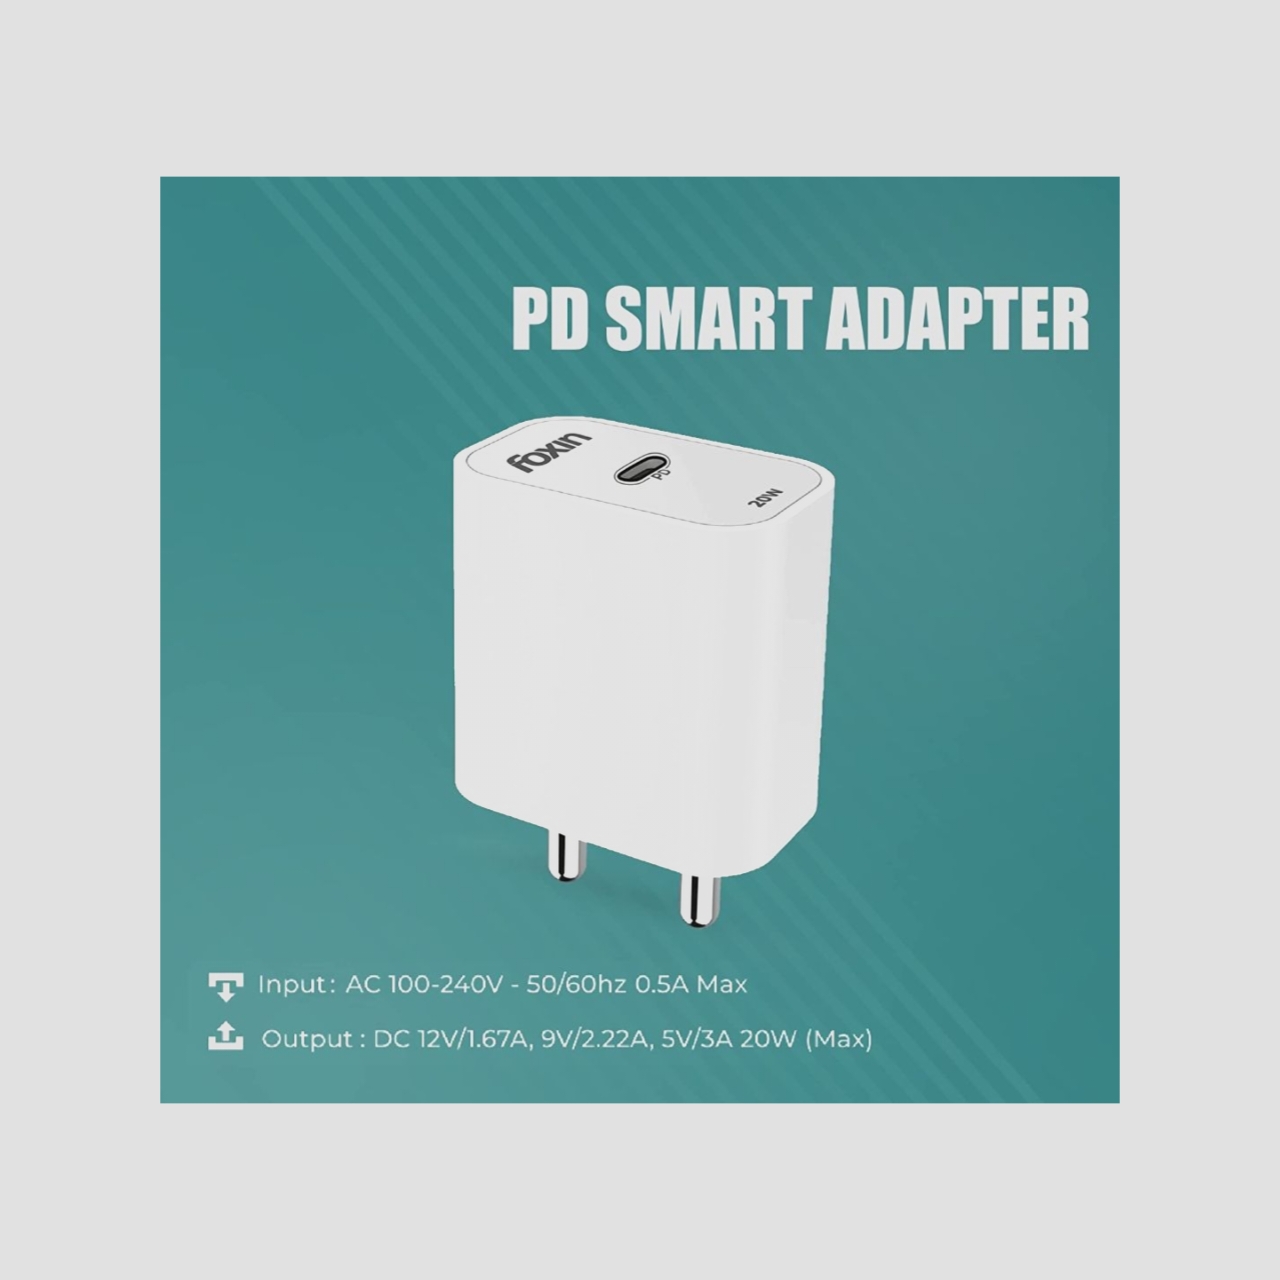 PD SMART ADAPTER
foxin
PD
20W
Input: AC 100-240V - 50/60hz 0.5A Max
Output : DC 12V/1.67A, 9V/2.22A, 5V/3A 20W (Max)